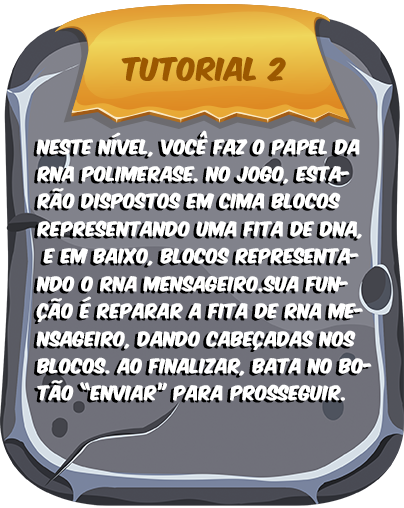 TUTORIAL 2
NESTE NÍVEL, VOCÊ FAZ O PAPEL DA
RNA POLIMERASE. NO JOGO, ESTA-
RÃO DISPOSTOS EM CIMA BLOCOS
REPRESENTANDO UMA FITA DE DNA,
E EM BAIXO, BLOCOS REPRESENTA-
NDO O RNA MENSAGEIRO.SUA FUN-
ÇÃO É REPARAR A FITA DE RNA ME-
NSAGEIRO, DANDO CABEÇADAS NOS
BLOCOS. AO FINALIZAR, BATA NO BO-
TÃO "ENVIAR" PARA PROSSEGUIR.